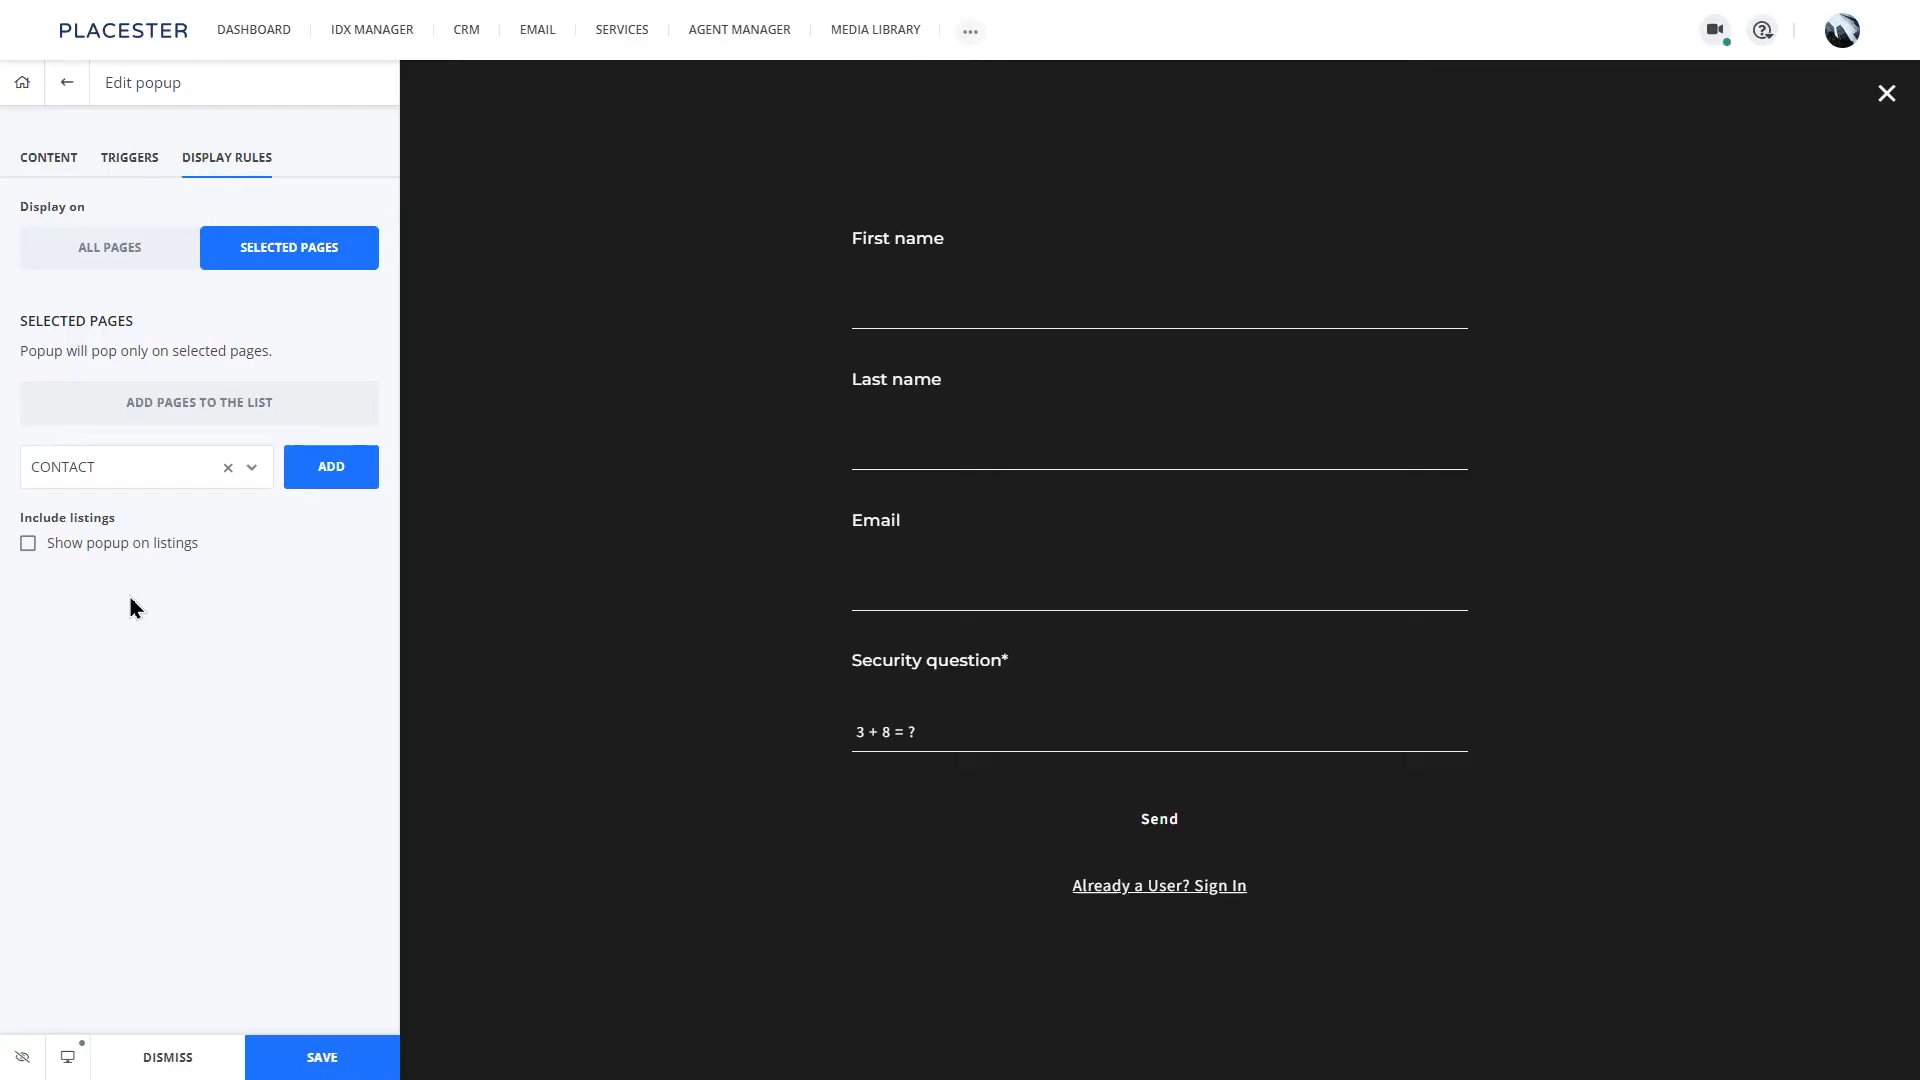 PLACESTER
DASHBOARD
IDX MANAGER
CRM
EMAIL
SERVICES
AGENT MANAGER
MEDIA LIBRARY
Edit popup
CONTENT
TRIGGERS
DISPLAY RULES
Display on
ALL PAGES
SELECTED PAGES
SELECTED PAGES
Popup will pop only on selected pages.
ADD PAGES TO THE LIST
CONTACT
ADD
Include listings
Show popup on listings
DISMISS
SAVE
First name
Last name
Email
Security question*
3 + 8 = ?
Send
Already a User? Sign In